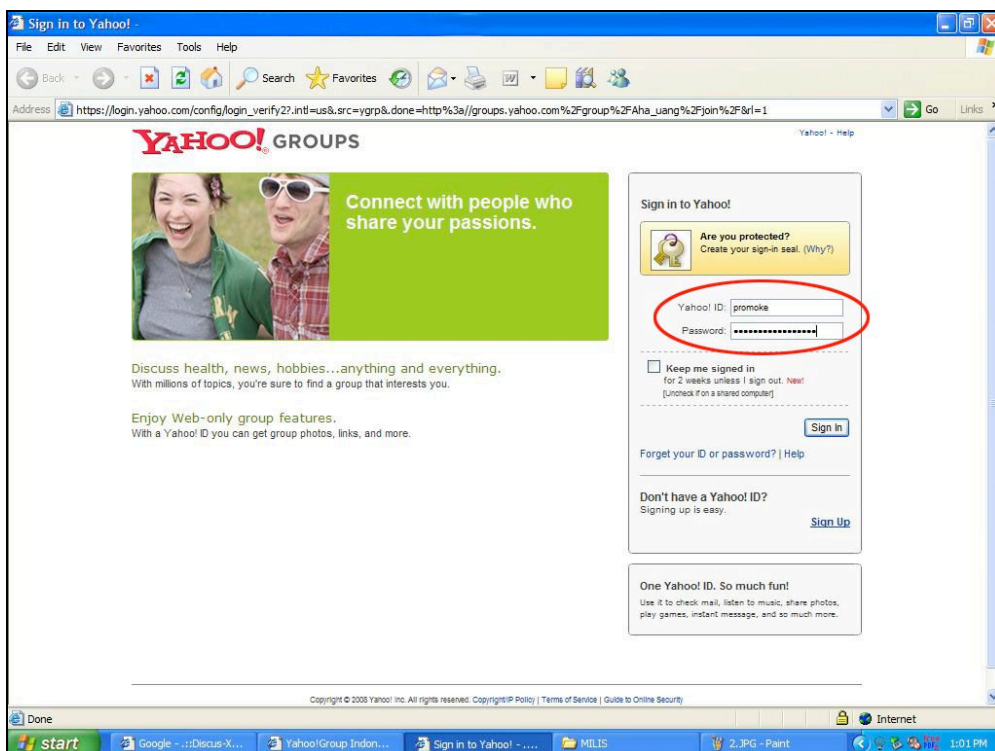 Sign in to Yahoo! -
File Edit View Favorites Tools Help
Back Search Favorites
Address https://login.yahoo.com/config/login_verify2?.intl=us&.src=ygrp&.done=http%3a//groups.yahoo.com%2Fgroup%2FAha_uang%2Fjoin%2F&rl=1 Go Links
YAHOO! GROUPS
Yahoo! - Help
Connect with people who
share your passions.
Discuss health, news, hobbies...anything and everything.
With millions of topics, you're sure to find a group that interests you.
Enjoy Web-only group features.
With a Yahoo! ID you can get group photos, links, and more.
Sign in to Yahoo!
Are you protected?
Create your sign-in seal. (Why?)
Yahoo! ID: promoke
Password:
Keep me signed in
for 2 weeks unless I sign out. New!
[Uncheck if on a shared computer]
Sign In
Forget your ID or password? | Help
Don't have a Yahoo! ID?
Signing up is easy.
Sign Up
One Yahoo! ID. So much fun!
Use it to check mail, listen to music, share photos,
play games, instant message, and so much more.
Copyright © 2008 Yahoo! Inc. All rights reserved. Copyright/IP Policy | Terms of Service | Guide to Online Security
Done Internet
start Google - .::Discus-X... Yahoo!Group Indon... Sign in to Yahoo! - .... MILIS 2.JPG - Paint 1:01 PM